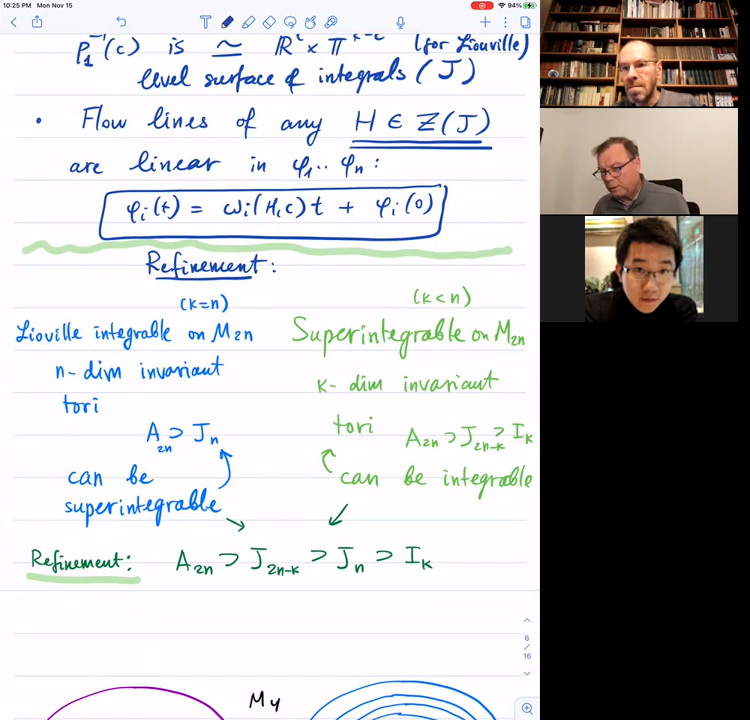 10:25 PM Mon Nov 15
94%
p₁⁻¹(c) is ≃ ℝ × 𝕋 (for Liouville)
level surface of integrals (J)
• Flow lines of any H ∈ Z(J)
are linear in φ₁..φₙ:
φᵢ(t) = ωᵢ(H,c)t + φᵢ(0)
Refinement:
(k=n)
Lioville integrable on M₂ₙ
n-dim invariant
tori
A₂ₙ ⊃ Jₙ
can be
superintegrable
(k<n)
Superintegrable on M₂ₙ
k-dim invariant
tori A₂ₙ ⊃ J₂ₙ₋ₖ ⊃ Iₖ
can be integrable
Refinement: A₂ₙ ⊃ J₂ₙ₋ₖ ⊃ Jₙ ⊃ Iₖ
6
/
16
M₄